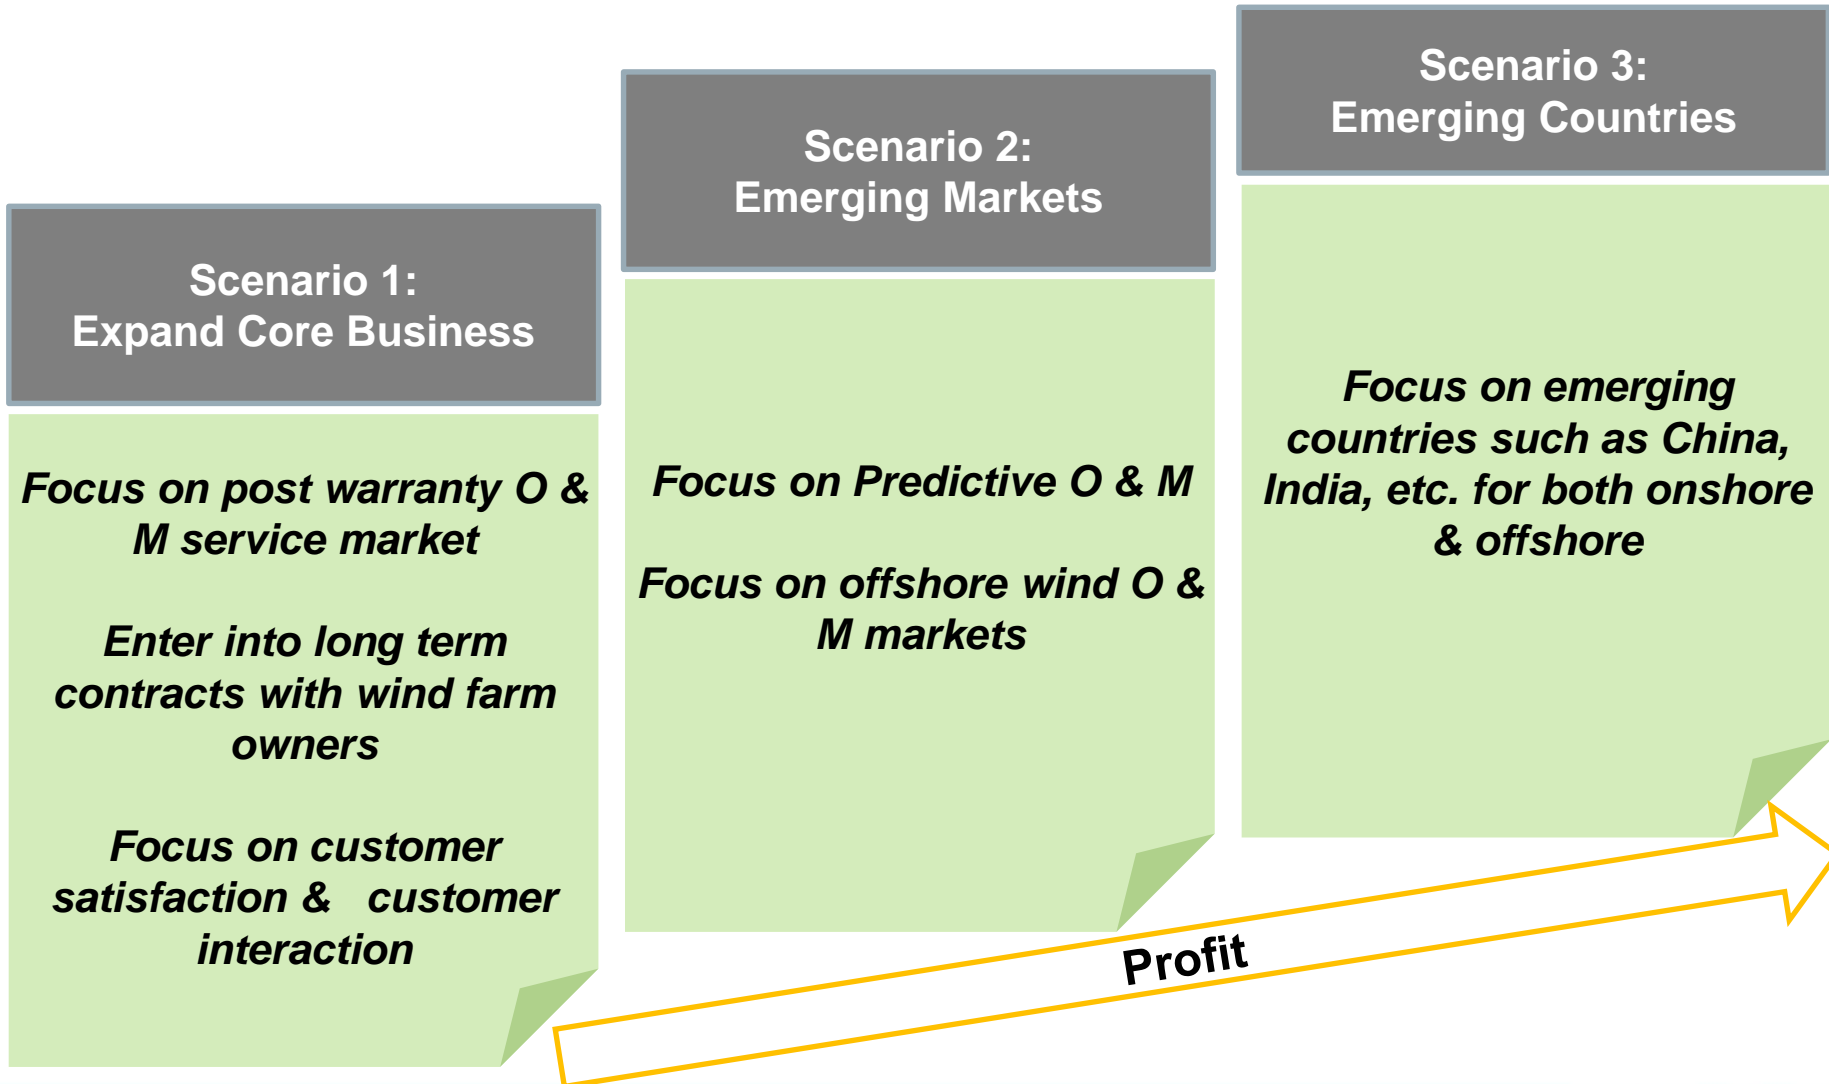 Scenario 1:
Expand Core Business
Focus on post warranty O &
M service market
Enter into long term
contracts with wind farm
owners
Focus on customer
satisfaction &   customer
interaction
Scenario 2:
Emerging Markets
Focus on Predictive O & M
Focus on offshore wind O &
M markets
Scenario 3:
Emerging Countries
Focus on emerging
countries such as China,
India, etc. for both onshore
& offshore
Profit